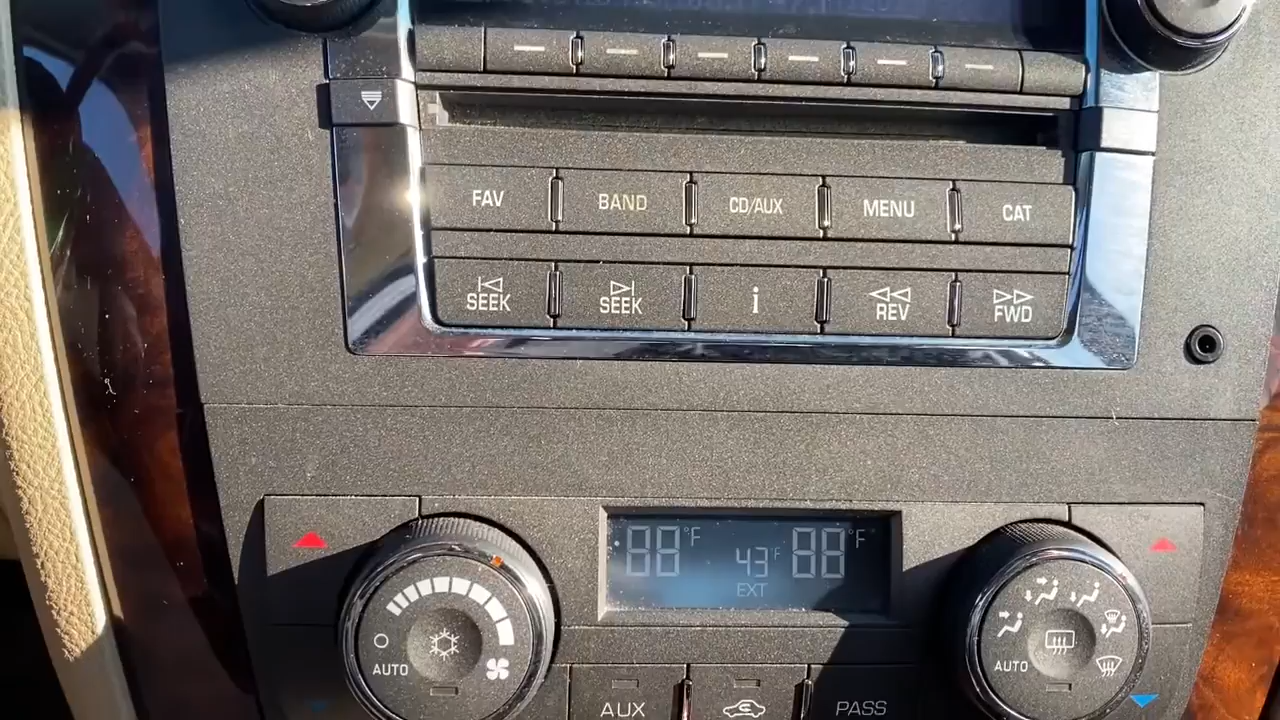 FAV BAND CD/AUX MENU CAT
SEEK SEEK i REV FWD
88°F 43°F 88°F
EXT
AUTO AUTO
AUX PASS